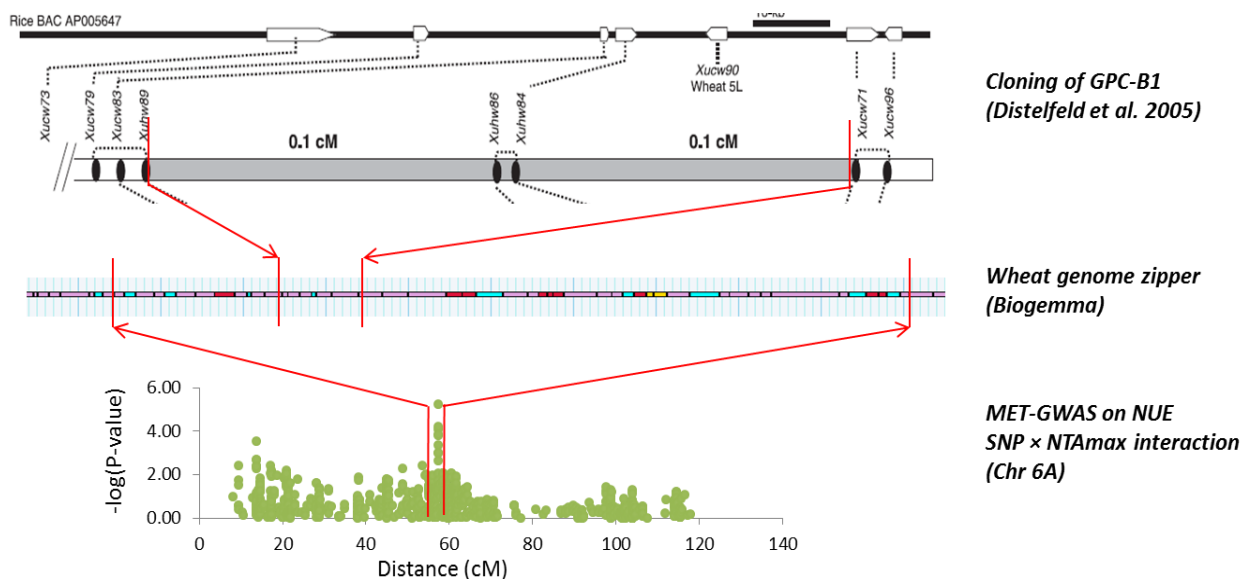 Rice BAC AP005647
Xucw73
Xucw79
Xucw83
Xuhw89
Xuhw86
Xuhw84
Xucw90
Wheat 5L
Xucw71
Xucw96
0.1 cM
0.1 cM
Cloning of GPC-B1
(Distelfeld et al. 2005)
Wheat genome zipper
(Biogemma)
MET-GWAS on NUE
SNP × NTAmax interaction
(Chr 6A)
-log(P-value)
6.00
4.00
2.00
0.00
0
20
40
60
80
100
120
140
Distance (cM)